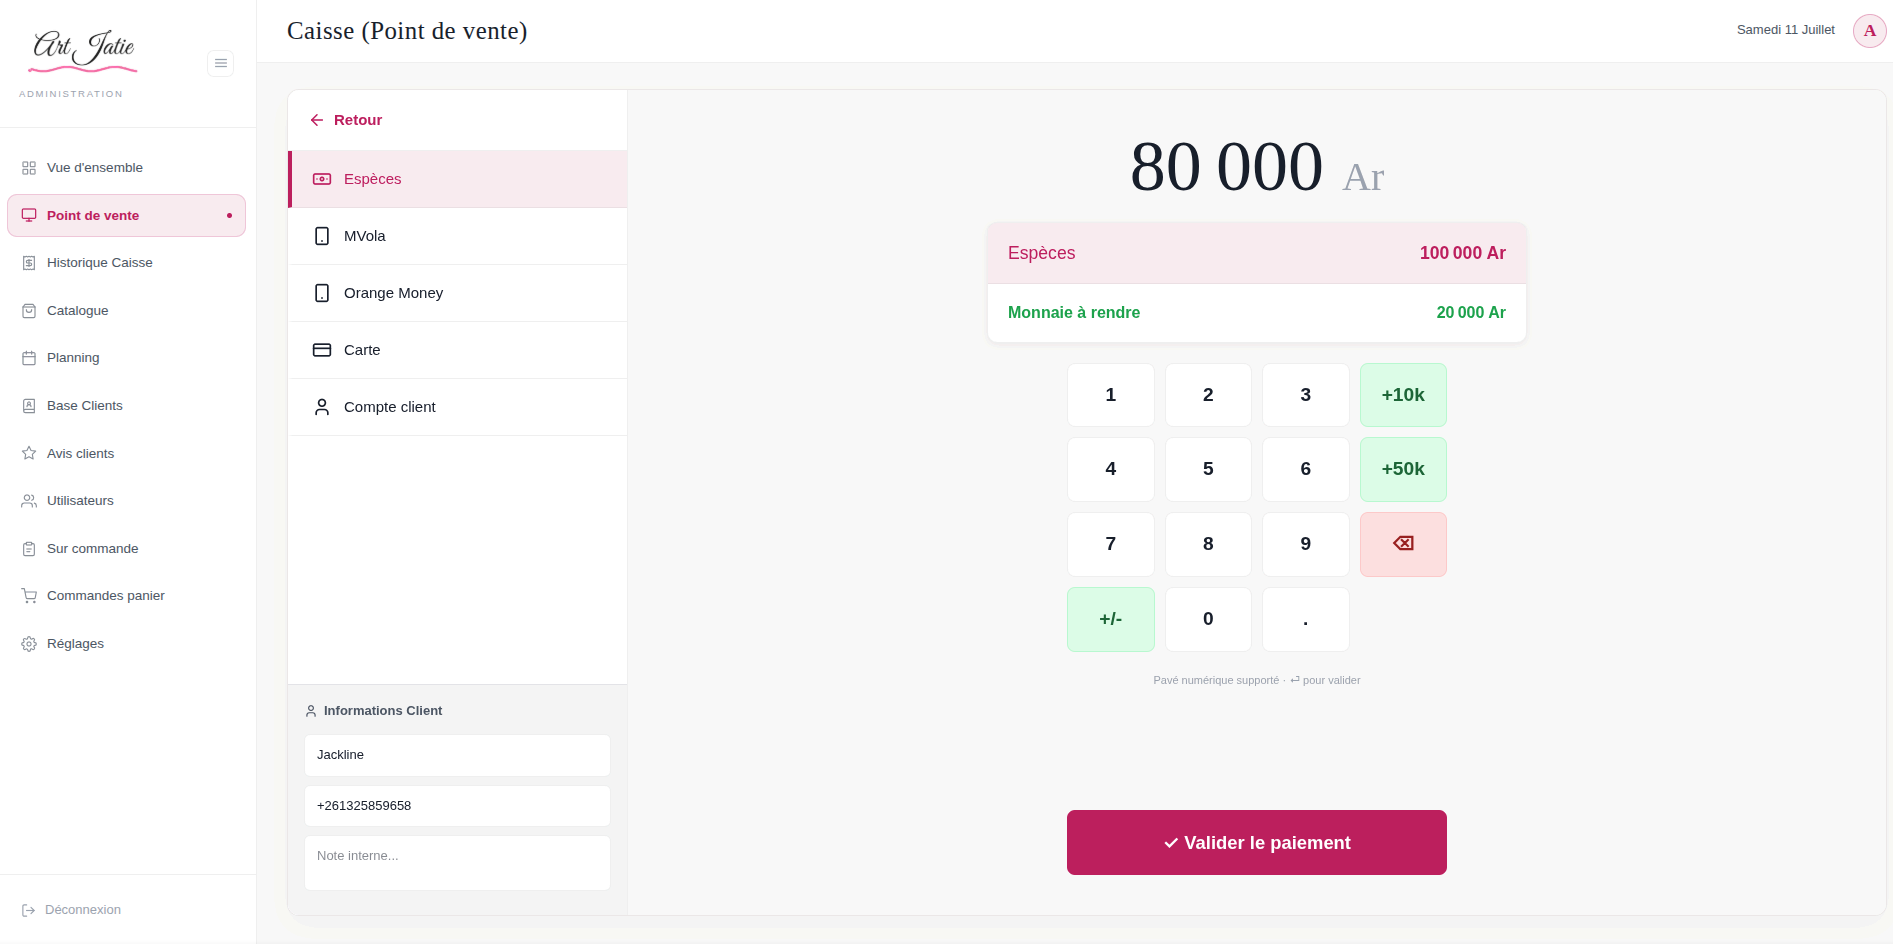 Art Jatie
ADMINISTRATION
Vue d'ensemble
Point de vente
Historique Caisse
Catalogue
Planning
Base Clients
Avis clients
Utilisateurs
Sur commande
Commandes panier
Réglages
Déconnexion
Caisse (Point de vente)
Samedi 11 Juillet
A
Retour
Espèces
MVola
Orange Money
Carte
Compte client
Informations Client
Jackline
+261325859658
Note interne...
80 000 Ar
Espèces 100 000 Ar
Monnaie à rendre 20 000 Ar
1 2 3 +10k
4 5 6 +50k
7 8 9
+/- 0 .
Pavé numérique supporté · ⏎ pour valider
✓ Valider le paiement